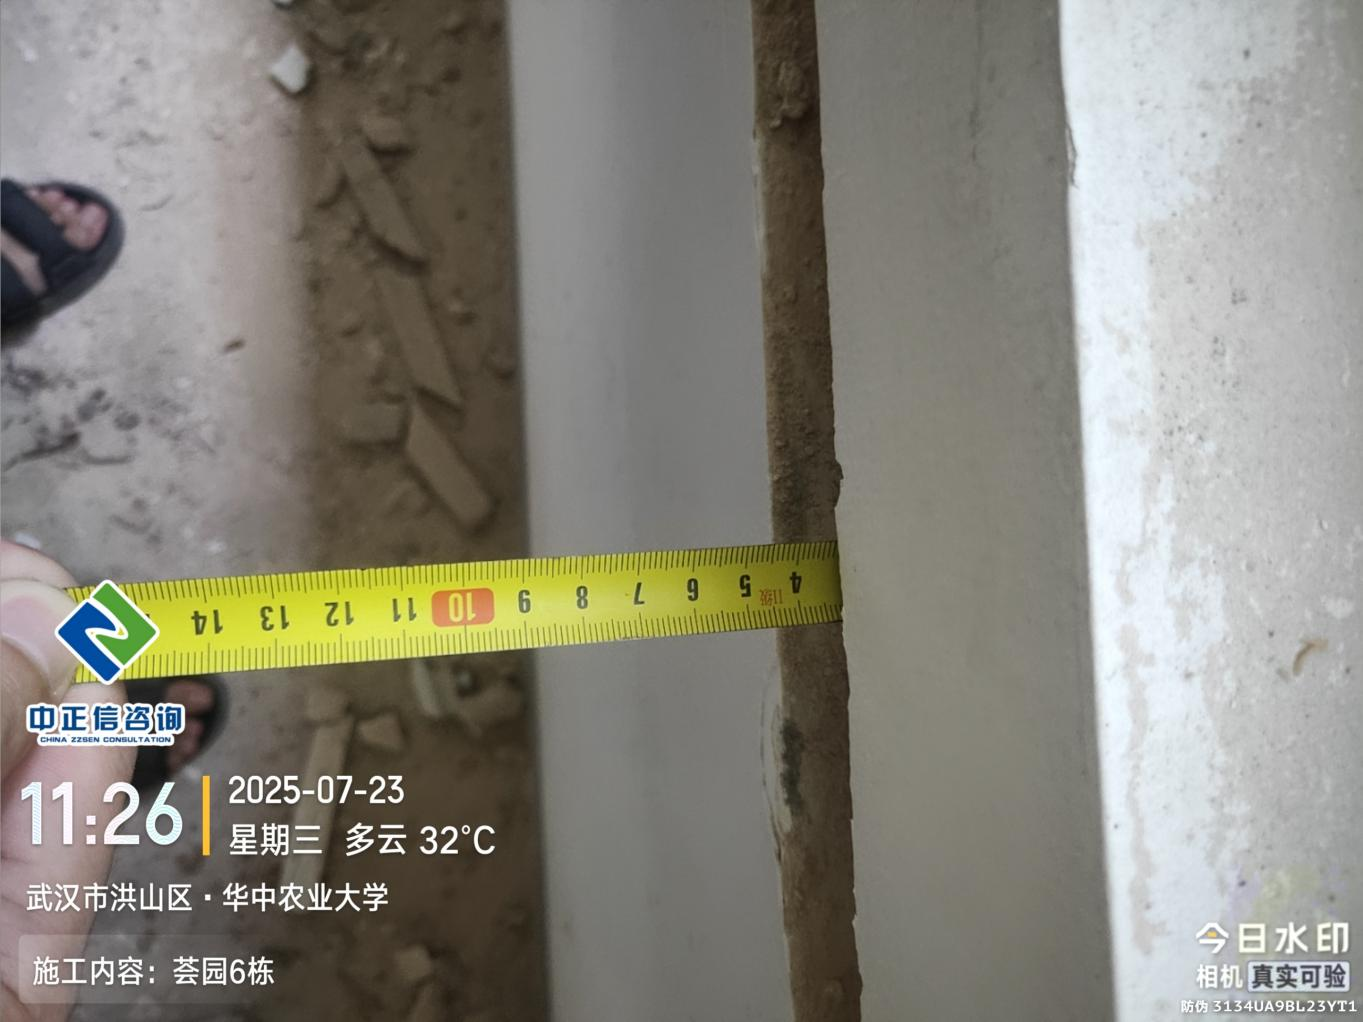 14 13 12 11 10 9 8 7 6 5 4
中正信咨询
CHINA ZZSEN CONSULTATION
11:26
2025-07-23
星期三 多云 32°C
武汉市洪山区·华中农业大学
施工内容：荟园6栋
今日水印
相机 真实可验
防伪 3134UA9BL23YT1